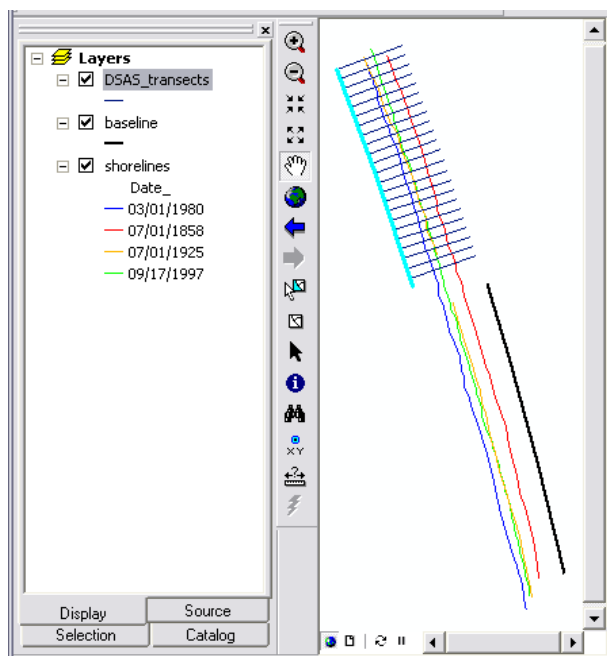 Layers
DSAS_transects
baseline
shorelines
Date_
03/01/1980
07/01/1858
07/01/1925
09/17/1997
XY
?
Display
Source
Selection
Catalog